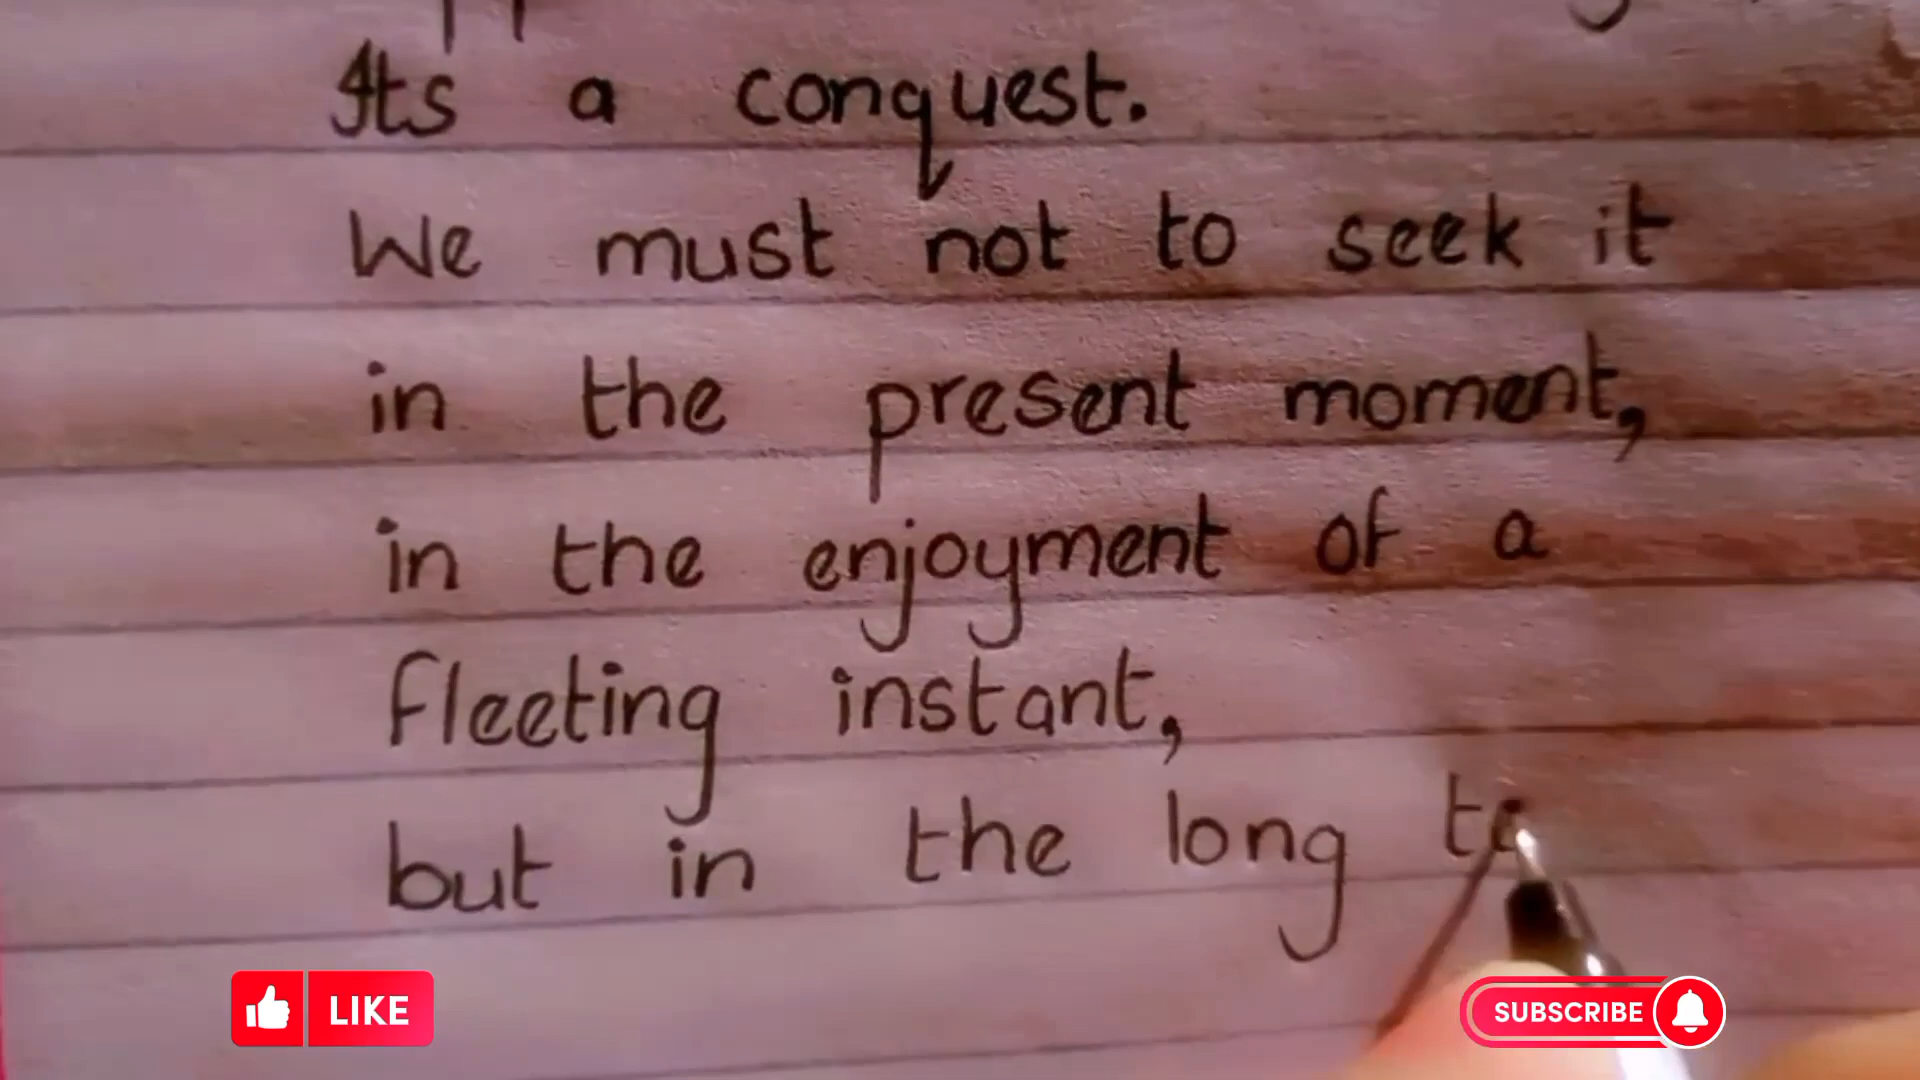 Its a conquest.
We must not to seek it
in the present moment,
in the enjoyment of a
fleeting instant,
but in the long
LIKE
SUBSCRIBE